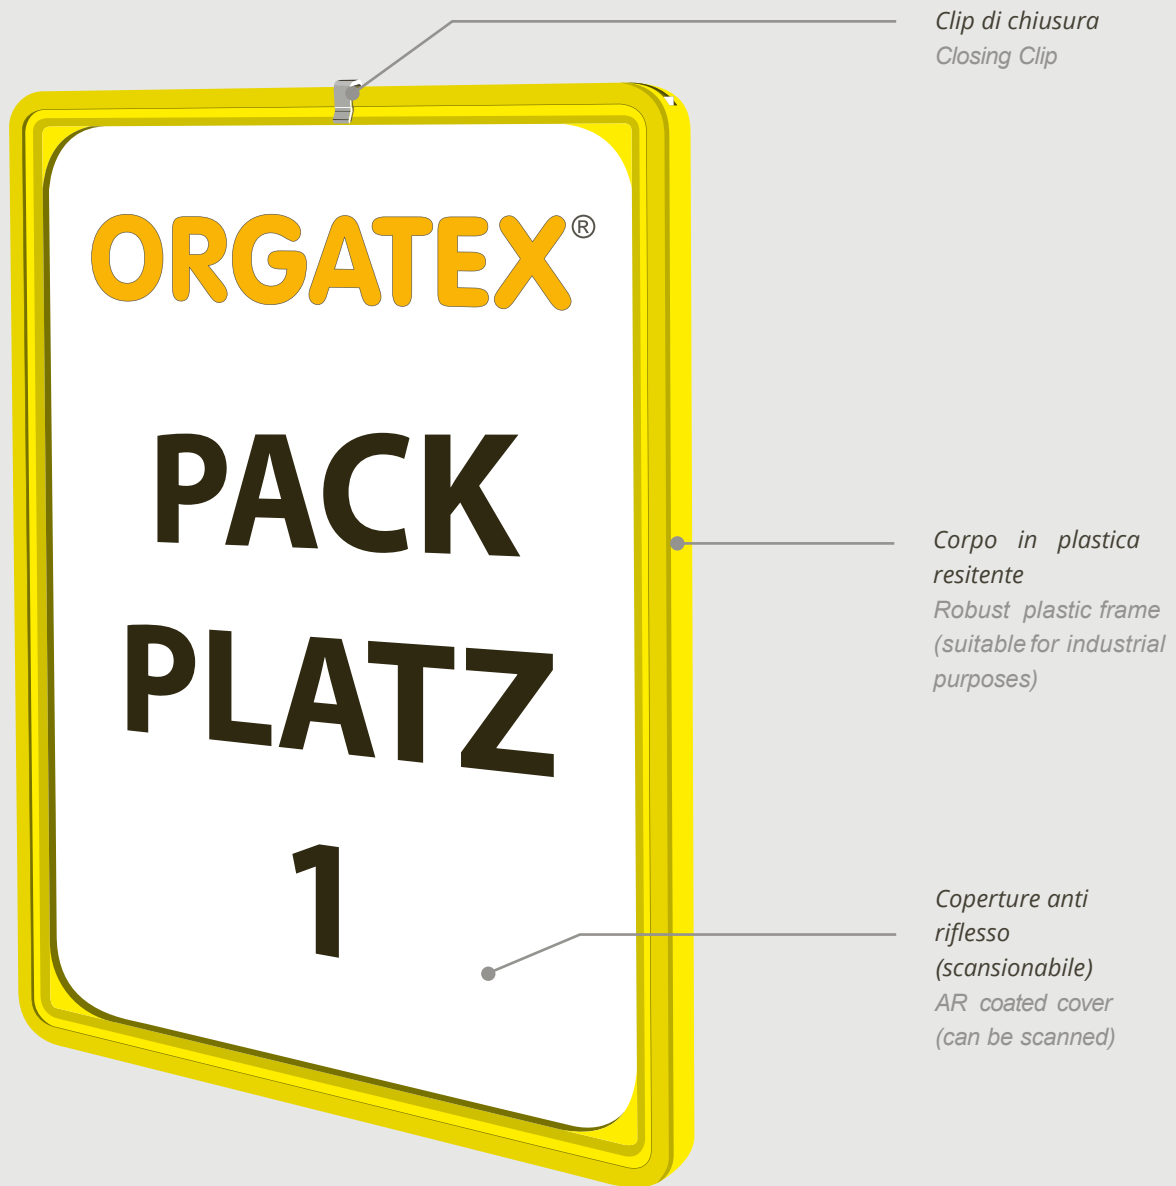 Clip di chiusura
Closing Clip
ORGATEX®
PACK
PLATZ
1
Corpo in plastica
resitente
Robust plastic frame
(suitable for industrial
purposes)
Coperture anti
riflesso
(scansionabile)
AR coated cover
(can be scanned)